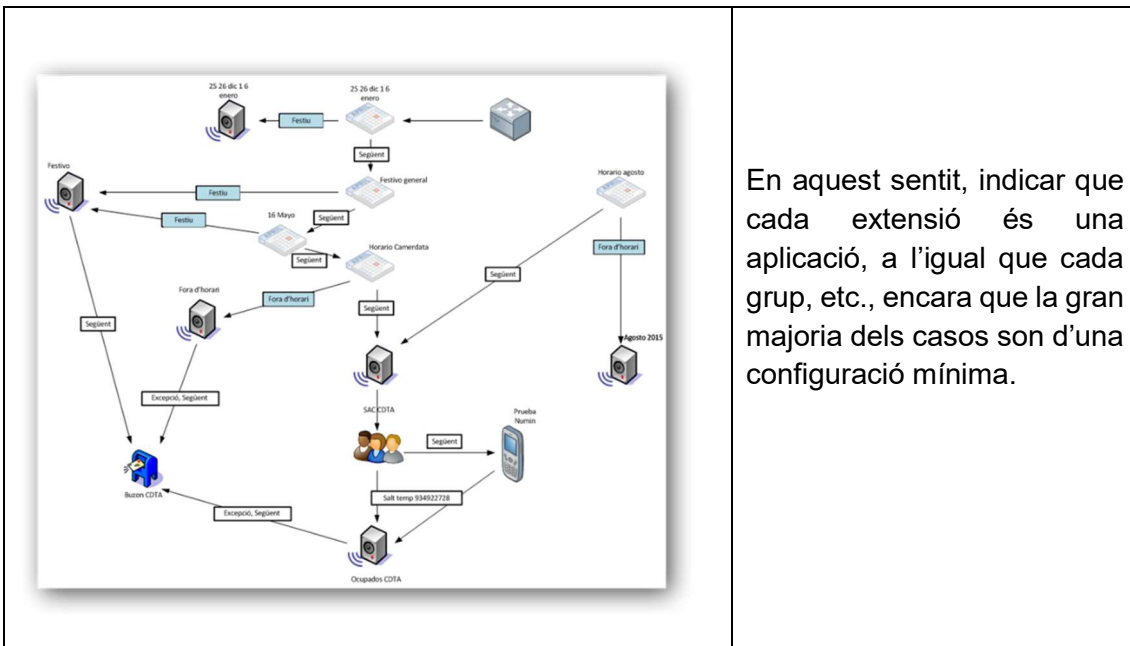 25 26 dic 1 6
enero
25 26 dic 1 6
enero
Festiu
Següent
Festivo
Festiu
Festivo general
Horario agosto
Festiu
16 Mayo
Següent
Següent
Horario Camerdata
Fora d'horari
Següent
Fora d'horari
Fora d'horari
Següent
Següent
Agosto 2015
Excepció, Següent
SAC CDTA
Prueba
Numin
Següent
Buzon CDTA
Salt temp 934922728
Excepció, Següent
Ocupados CDTA
En aquest sentit, indicar que
cada extensió és una
aplicació, a l'igual que cada
grup, etc., encara que la gran
majoria dels casos son d'una
configuració mínima.